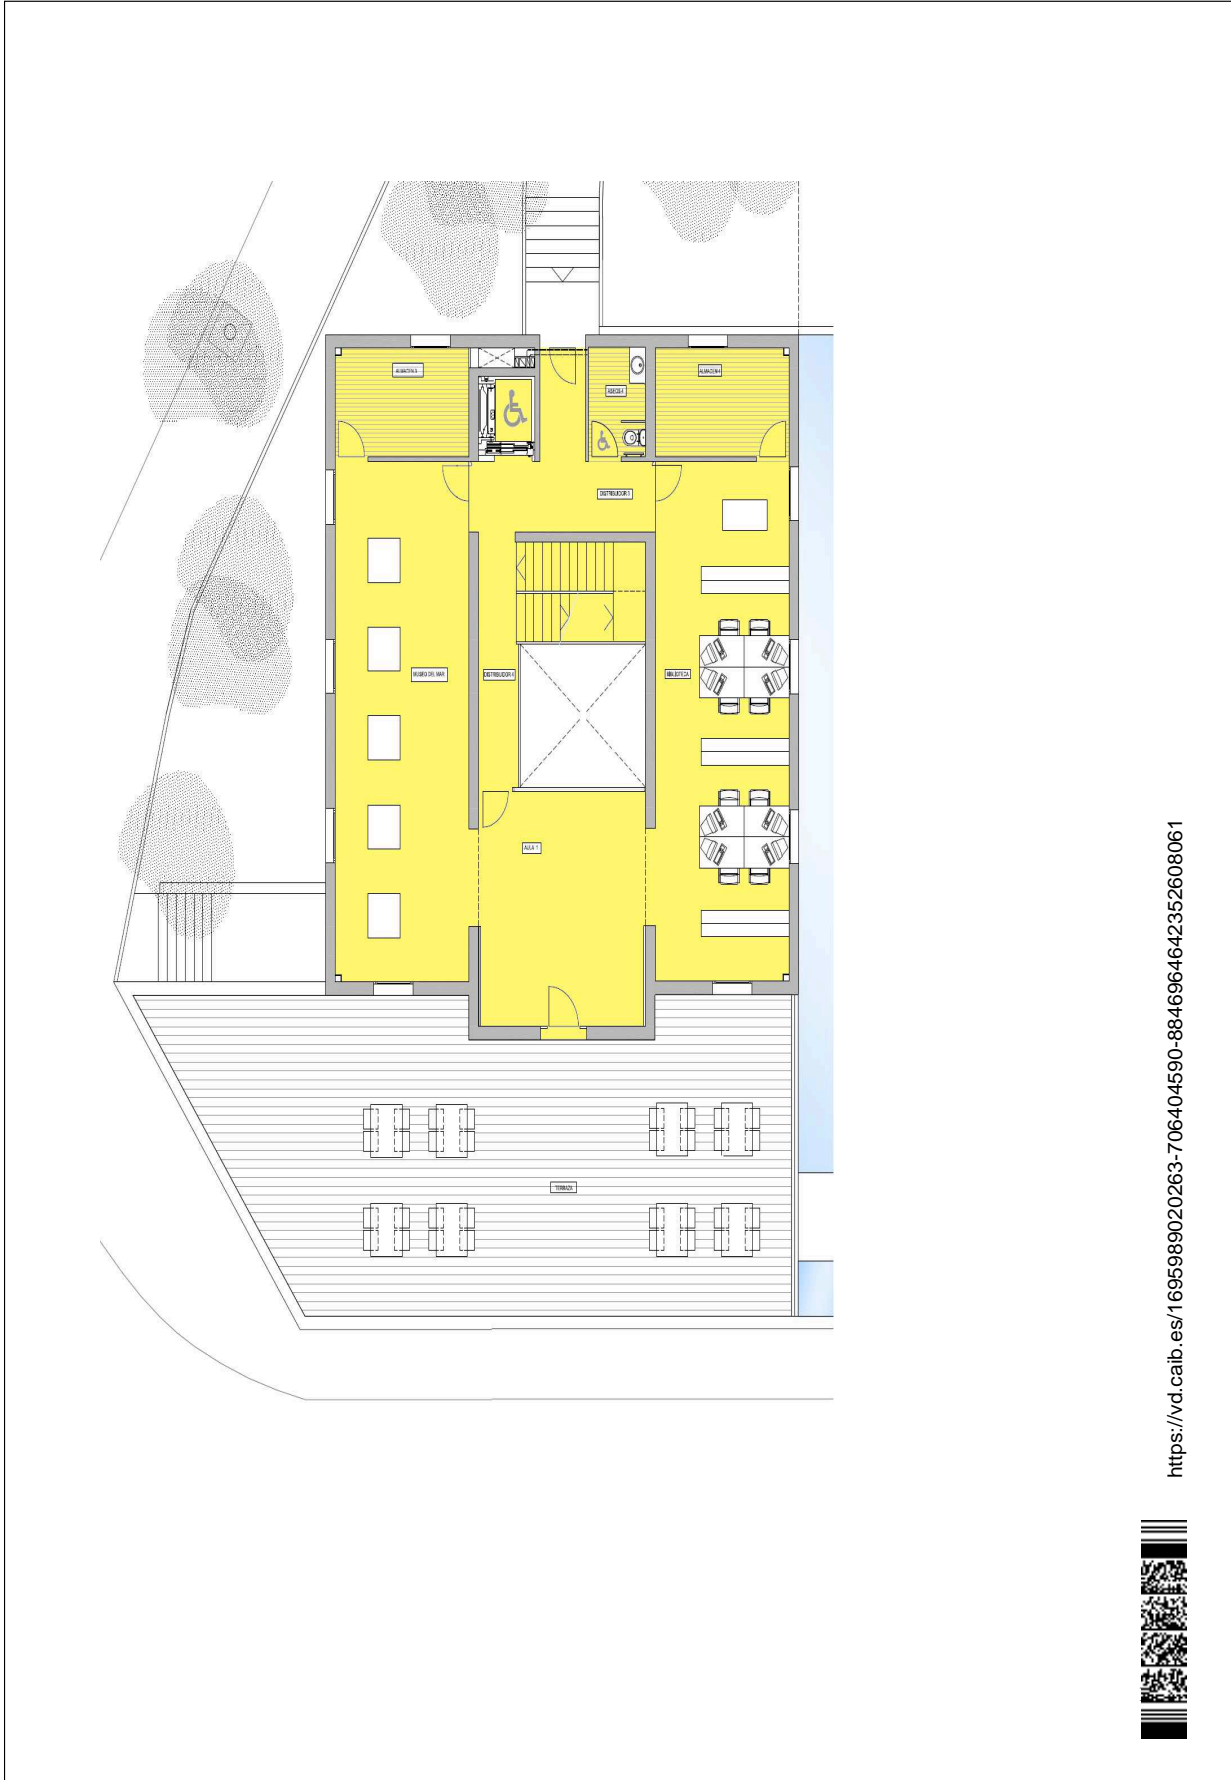 ALMACEN 3
ASEOS 4
ALMACEN 4
DISTRIBUIDOR 3
MUSEO DEL MAR
DISTRIBUIDOR 4
BIBLIOTECA
AULA 1
TERRAZA
https://vd.caib.es/1695989020263-706404590-8846964642352608061